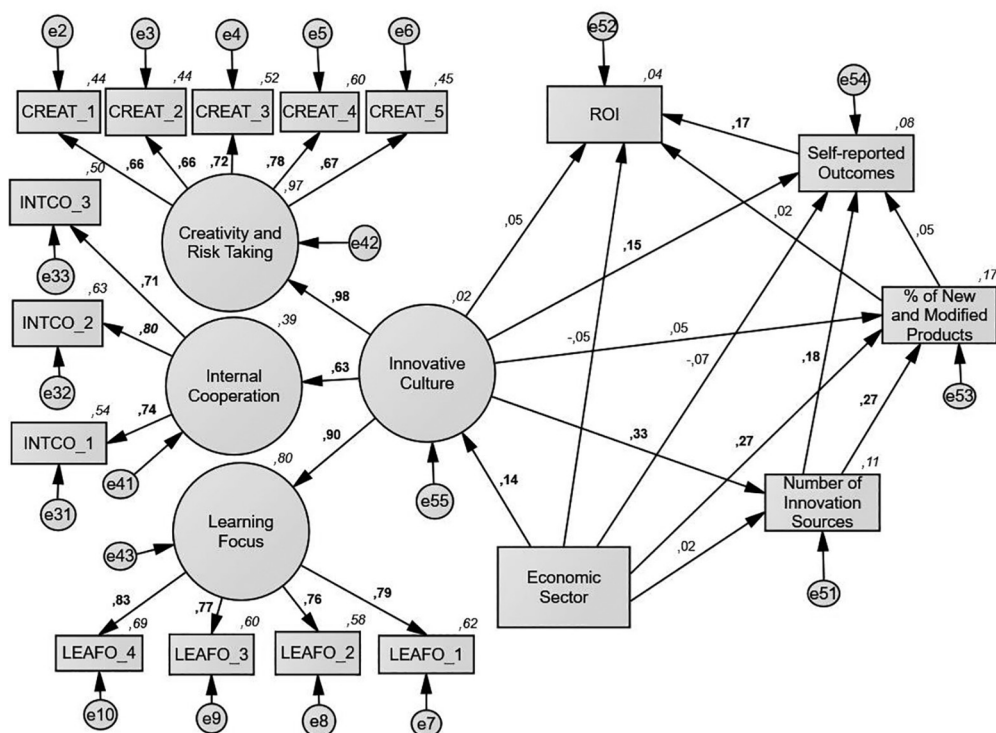 e2
e3
e4
e5
e6
,44
,44
,52
,60
,45
CREAT_1
CREAT_2
CREAT_3
CREAT_4
CREAT_5
,66
,66
,72
,78
,67
,50
INTCO_3
,97
Creativity and
Risk Taking
e42
e33
,71
,98
,63
INTCO_2
,80
,39
Internal
Cooperation
,63
e32
,54
INTCO_1
,74
e41
e31
,90
,80
Learning
Focus
e43
,83
,77
,76
,79
,69
,60
,58
,62
LEAFO_4
LEAFO_3
LEAFO_2
LEAFO_1
e10
e9
e8
e7
,02
Innovative
Culture
e55
,14
e52
,04
ROI
e54
,17
,08
Self-reported
Outcomes
,05
,02
,05
,15
,17
% of New
and Modified
Products
-,05
,05
-,07
,18
e53
,27
,33
,27
,11
Number of
Innovation
Sources
,02
e51
Economic
Sector